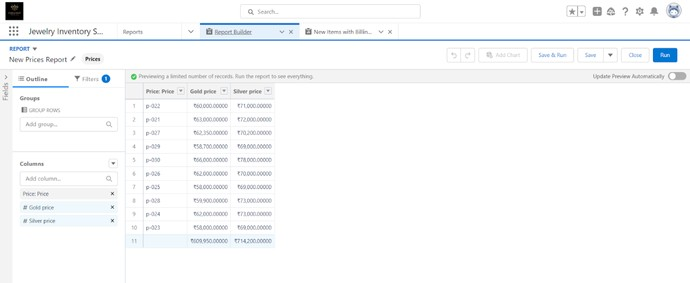 Search...
Jewelry Inventory S...
Reports
Report Builder
New Items with Billin...
REPORT
New Prices Report
Prices
Add Chart
Save & Run
Save
Close
Run
Fields
Outline
Filters 1
Previewing a limited number of records. Run the report to see everything.
Update Preview Automatically
Groups
GROUP ROWS
Add group...
Columns
Add column...
Price: Price
# Gold price
# Silver price
Price: Price Gold price Silver price
1 p-022 ₹60,000.00000 ₹71,000.00000
2 p-021 ₹63,000.00000 ₹72,000.00000
3 p-027 ₹62,350.00000 ₹70,200.00000
4 p-029 ₹58,700.00000 ₹69,000.00000
5 p-030 ₹66,000.00000 ₹78,000.00000
6 p-026 ₹62,000.00000 ₹70,000.00000
7 p-025 ₹58,000.00000 ₹69,000.00000
8 p-028 ₹59,900.00000 ₹73,000.00000
9 p-024 ₹62,000.00000 ₹73,000.00000
10 p-023 ₹58,000.00000 ₹69,000.00000
11 ₹609,950.00000 ₹714,200.00000